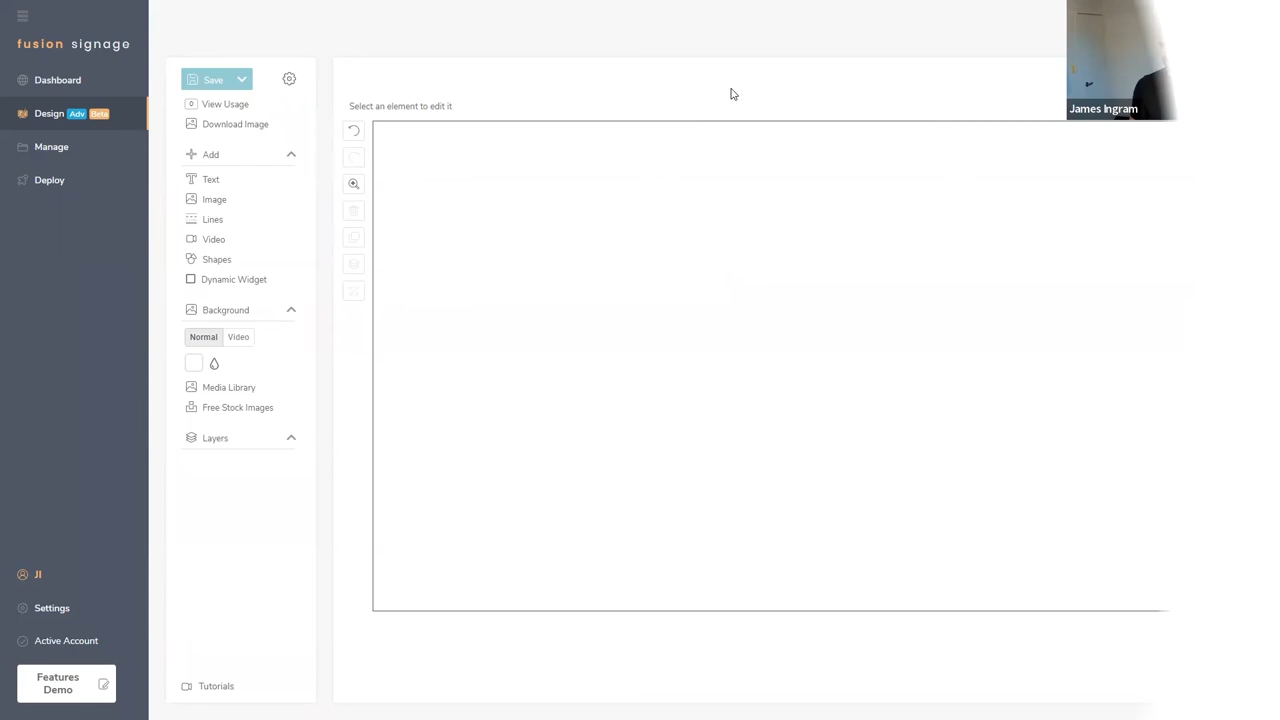 fusion signage
Dashboard
Design Adv Beta
Manage
Deploy
JI
Settings
Active Account
Features
Demo
Save
0 View Usage
Download Image
Add
Text
Image
Lines
Video
Shapes
Dynamic Widget
Background
Normal Video
Media Library
Free Stock Images
Layers
Tutorials
Select an element to edit it
James Ingram